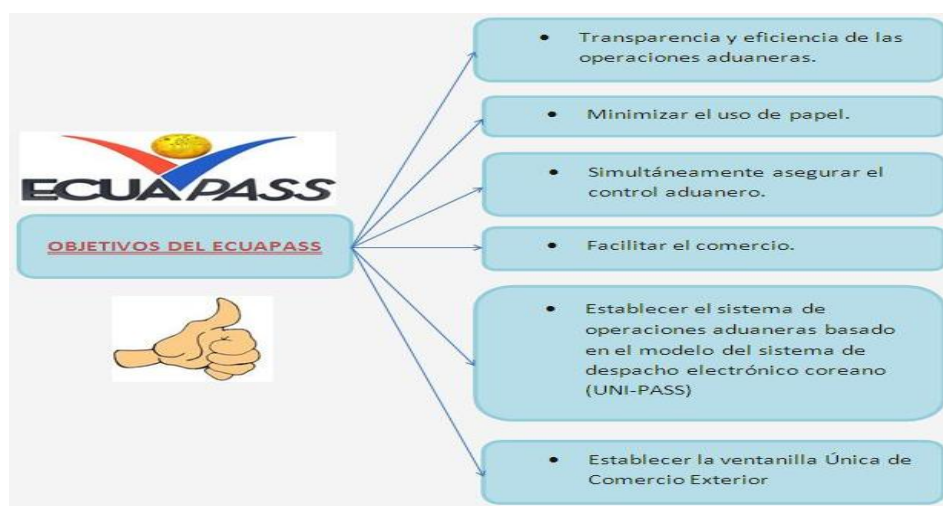 ECUAPASS
OBJETIVOS DEL ECUAPASS
• Transparencia y eficiencia de las
operaciones aduaneras.
• Minimizar el uso de papel.
• Simultáneamente asegurar el
control aduanero.
• Facilitar el comercio.
• Establecer el sistema de
operaciones aduaneras basado
en el modelo del sistema de
despacho electrónico coreano
(UNI-PASS)
• Establecer la ventanilla Única de
Comercio Exterior